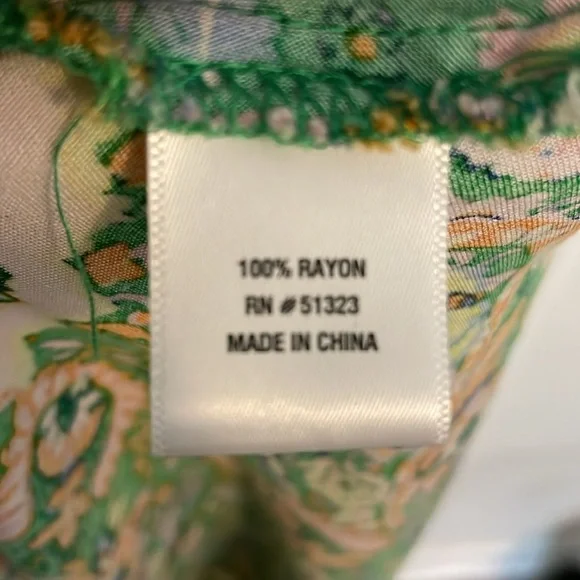 100% RAYON
RN #51323
MADE IN CHINA